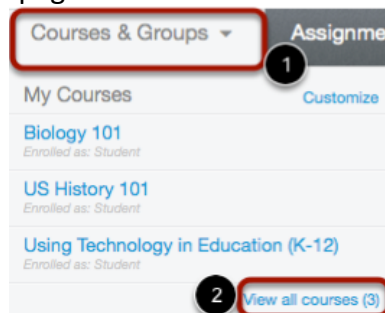 Courses & Groups Assignme
1
My Courses Customize
Biology 101
Enrolled as: Student
US History 101
Enrolled as: Student
Using Technology in Education (K-12)
Enrolled as: Student
2 View all courses (3)